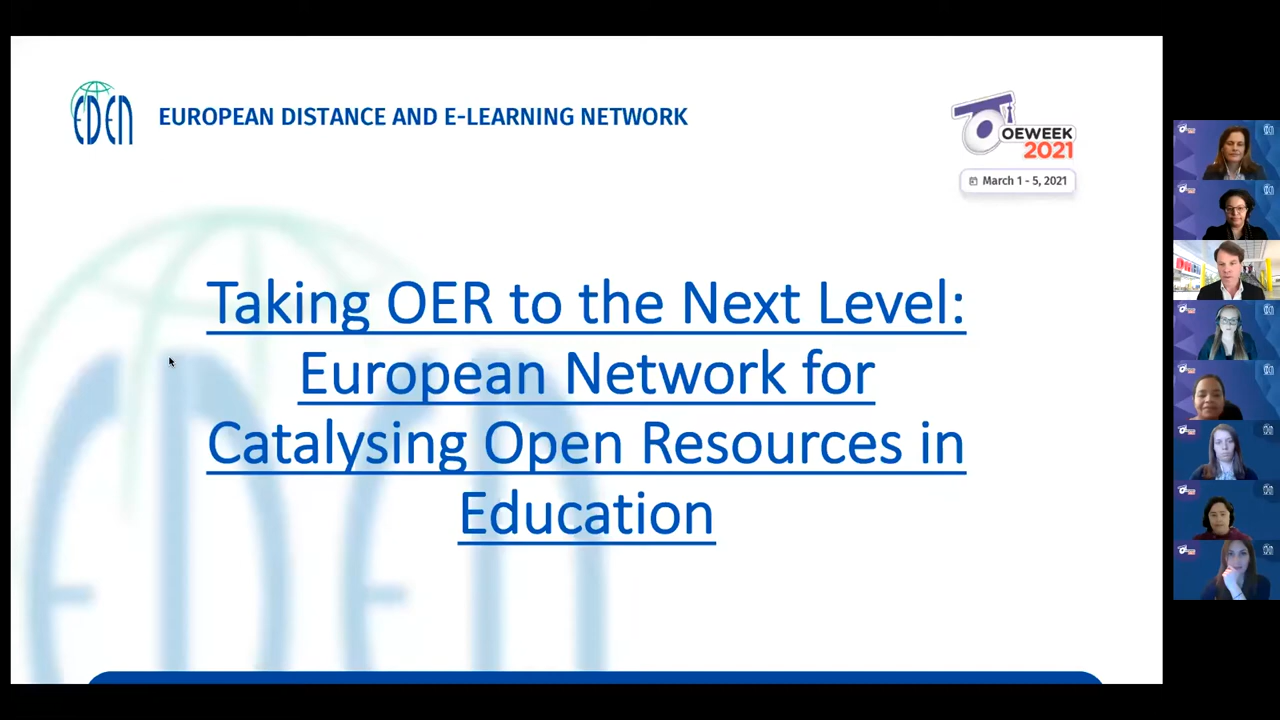 EDEN
EUROPEAN DISTANCE AND E-LEARNING NETWORK
OEWEEK
2021
March 1 - 5, 2021
Taking OER to the Next Level:
European Network for
Catalysing Open Resources in
Education
EDEN